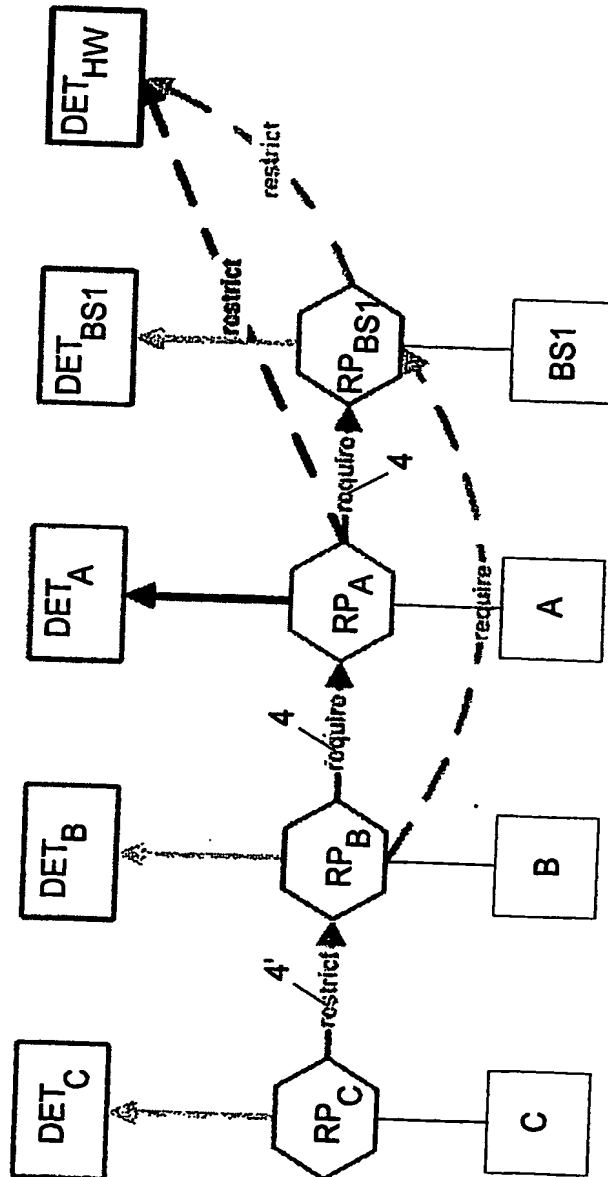 DET_C
DET_B
DET_A
DET_BS1
DET_HW
restrict
restrict
4'
restrict
4
require
4
require
RP_C
RP_B
RP_A
RP_BS1
require
C
B
A
BS1